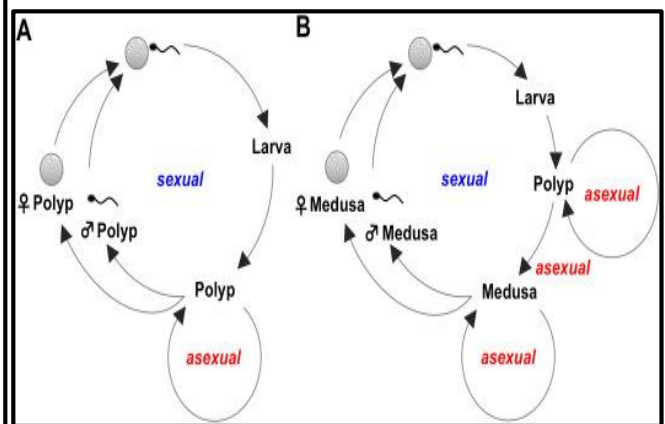 A
Larva
sexual
♀ Polyp
♂ Polyp
Polyp
asexual
B
Larva
Polyp
asexual
sexual
♀ Medusa
♂ Medusa
asexual
Medusa
asexual